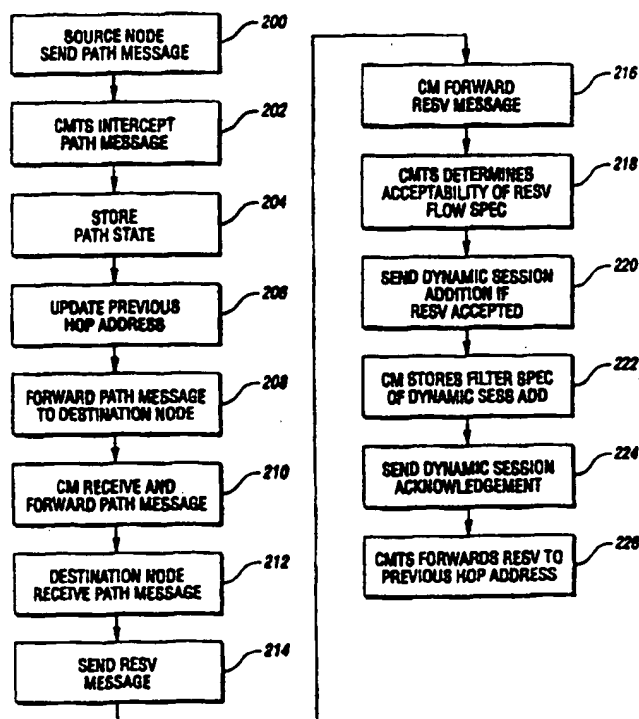 SOURCE NODE
SEND PATH MESSAGE
200
CMTS INTERCEPT
PATH MESSAGE
202
STORE
PATH STATE
204
UPDATE PREVIOUS
HOP ADDRESS
206
FORWARD PATH MESSAGE
TO DESTINATION NODE
208
CM RECEIVE AND
FORWARD PATH MESSAGE
210
DESTINATION NODE
RECEIVE PATH MESSAGE
212
SEND RESV
MESSAGE
214
CM FORWARD
RESV MESSAGE
216
CMTS DETERMINES
ACCEPTABILITY OF RESV
FLOW SPEC
218
SEND DYNAMIC SESSION
ADDITION IF
RESV ACCEPTED
220
CM STORES FILTER SPEC
OF DYNAMIC SESS ADD
222
SEND DYNAMIC SESSION
ACKNOWLEDGEMENT
224
CMTS FORWARDS RESV TO
PREVIOUS HOP ADDRESS
226